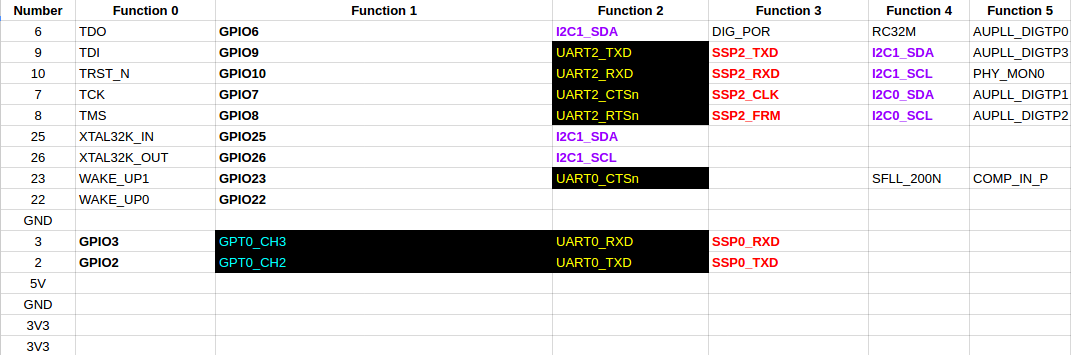 Number Function 0 Function 1 Function 2 Function 3 Function 4 Function 5
6 TDO GPIO6 I2C1_SDA DIG_POR RC32M AUPLL_DIGTP0
9 TDI GPIO9 UART2_TXD SSP2_TXD I2C1_SDA AUPLL_DIGTP3
10 TRST_N GPIO10 UART2_RXD SSP2_RXD I2C1_SCL PHY_MON0
7 TCK GPIO7 UART2_CTSn SSP2_CLK I2C0_SDA AUPLL_DIGTP1
8 TMS GPIO8 UART2_RTSn SSP2_FRM I2C0_SCL AUPLL_DIGTP2
25 XTAL32K_IN GPIO25 I2C1_SDA
26 XTAL32K_OUT GPIO26 I2C1_SCL
23 WAKE_UP1 GPIO23 UART0_CTSn SFLL_200N COMP_IN_P
22 WAKE_UP0 GPIO22
GND
3 GPIO3 GPT0_CH3 UART0_RXD SSP0_RXD
2 GPIO2 GPT0_CH2 UART0_TXD SSP0_TXD
5V
GND
3V3
3V3